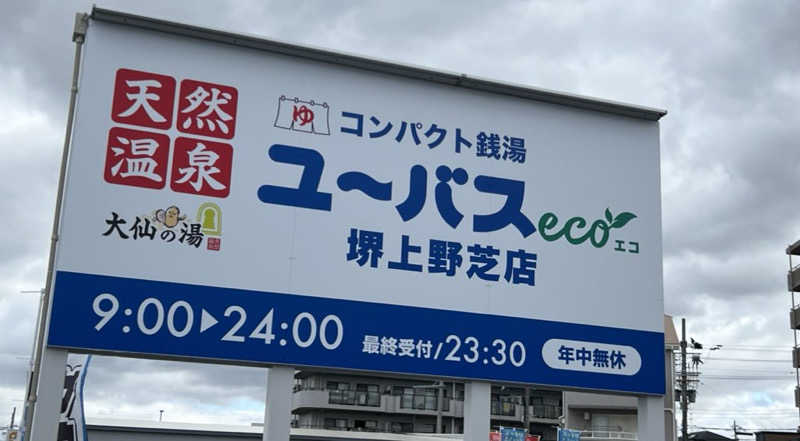 天然
温泉
大仙の湯
ゆ
コンパクト銭湯
ユ〜バス
eco
エコ
堺上野芝店
9:00▶24:00
最終受付/23:30
年中無休